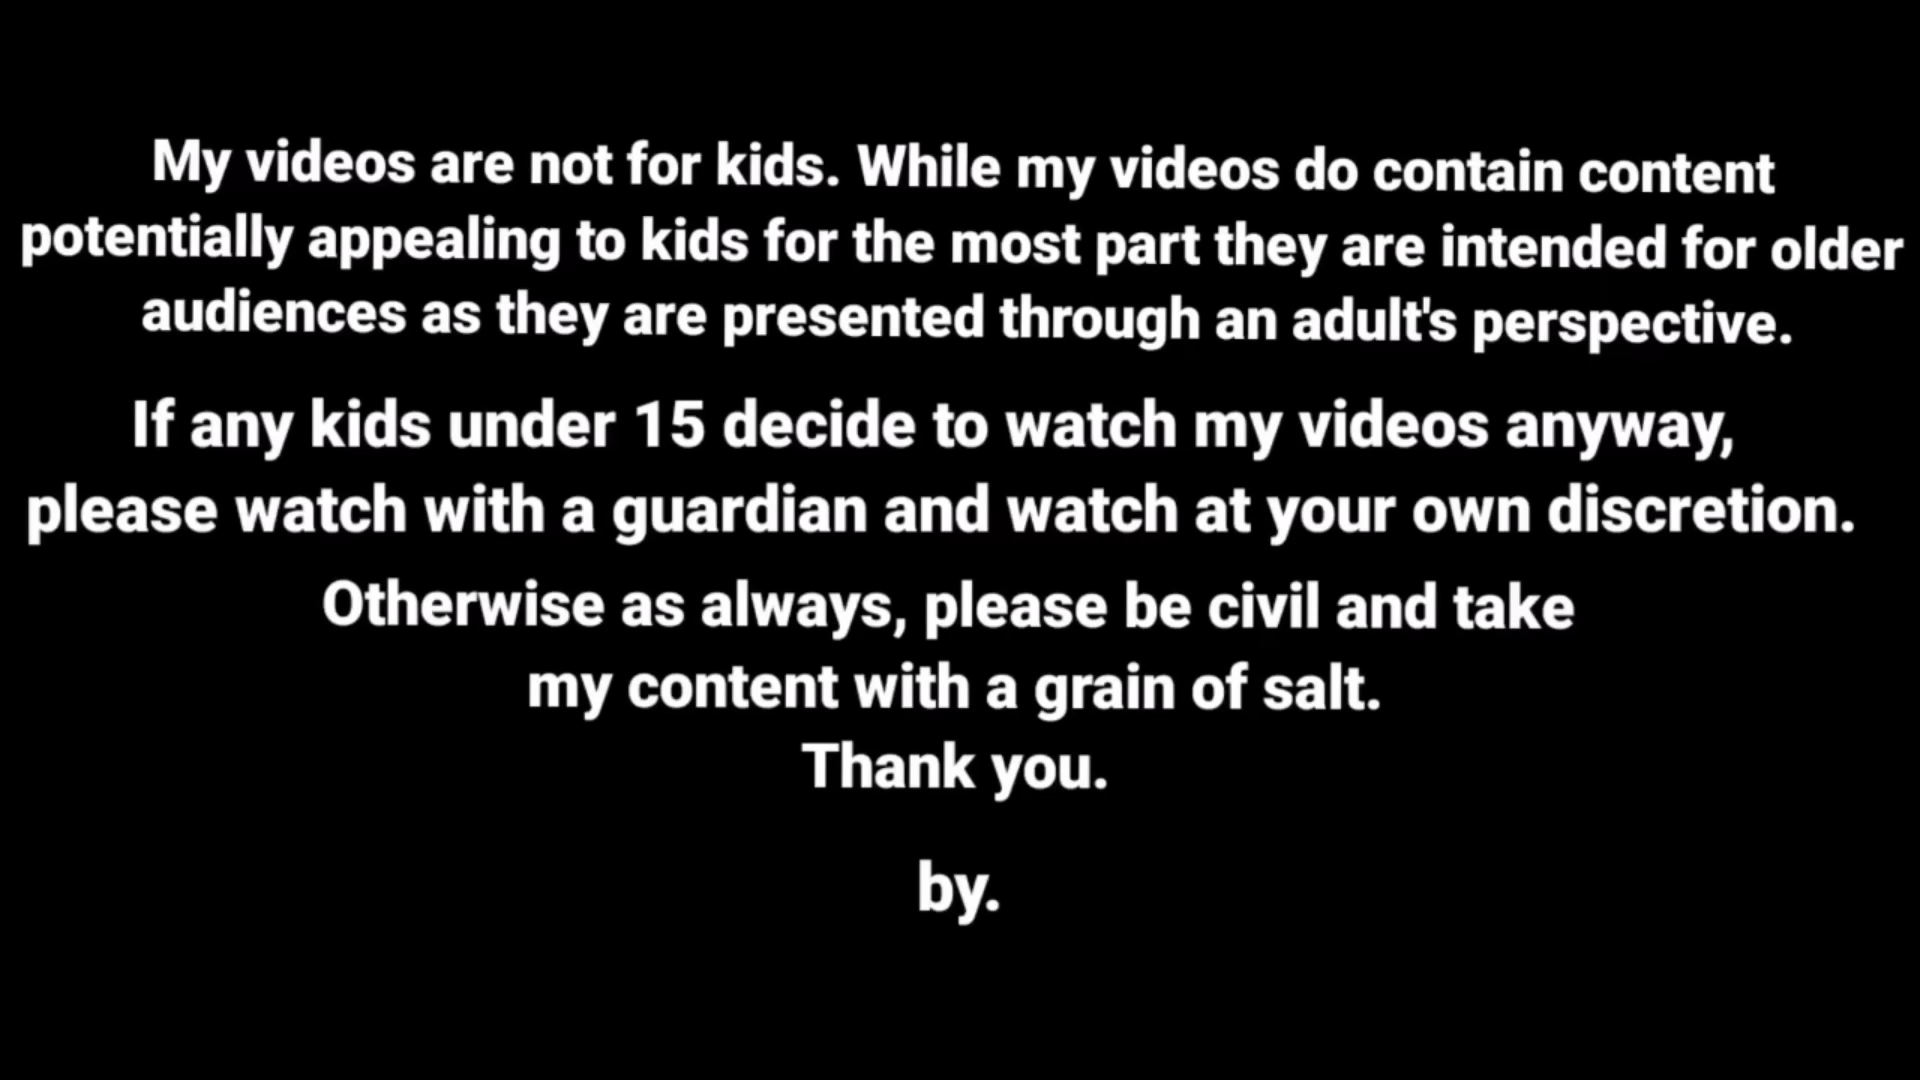 My videos are not for kids. While my videos do contain content
potentially appealing to kids for the most part they are intended for older
audiences as they are presented through an adult's perspective.
If any kids under 15 decide to watch my videos anyway,
please watch with a guardian and watch at your own discretion.
Otherwise as always, please be civil and take
my content with a grain of salt.
Thank you.
by.